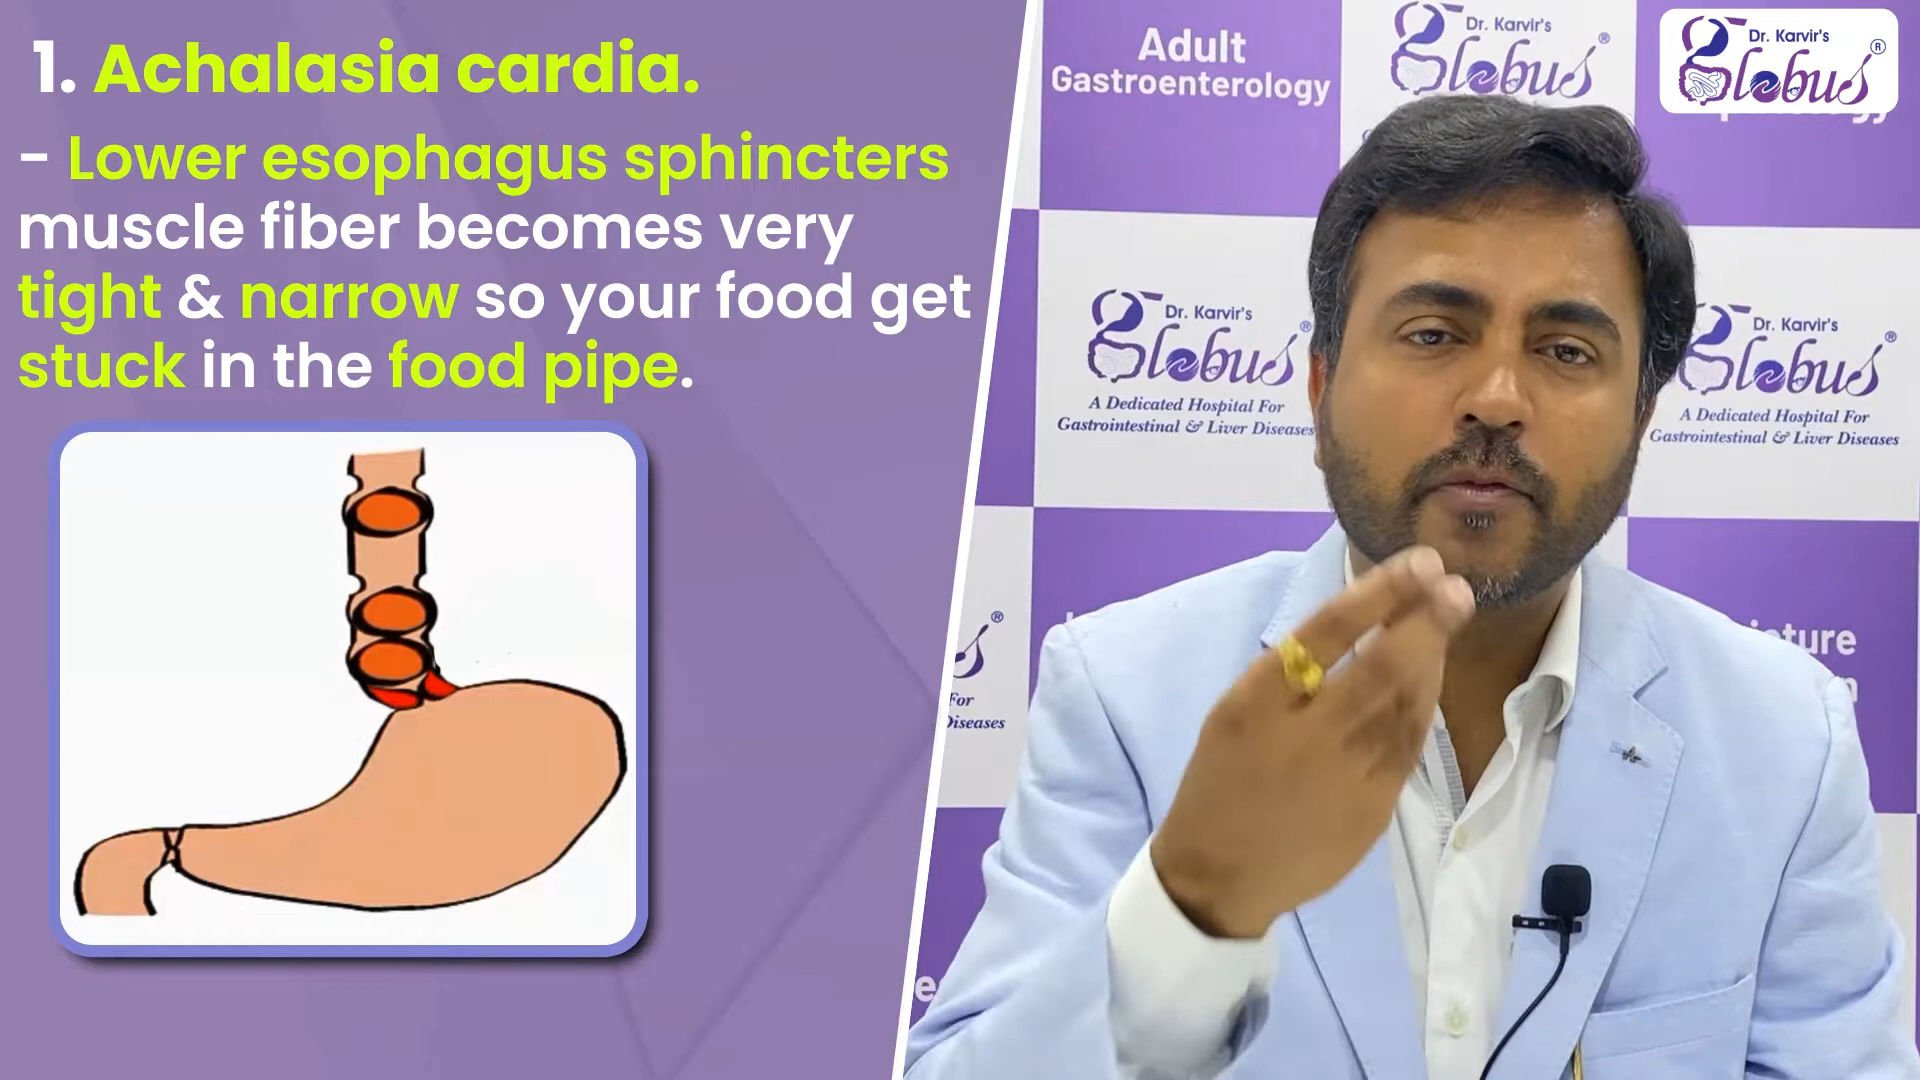 1. Achalasia cardia.
- Lower esophagus sphincters
muscle fiber becomes very
tight & narrow so your food get
stuck in the food pipe.
Adult
Gastroenterology
Dr. Karvir's
Globus®
Dr. Karvir's
Globus®
Dr. Karvir's
Globus®
A Dedicated Hospital For
Gastrointestinal & Liver Diseases
Dr. Karvir's
Globus®
A Dedicated Hospital For
Gastrointestinal & Liver Diseases
®
For
Diseases